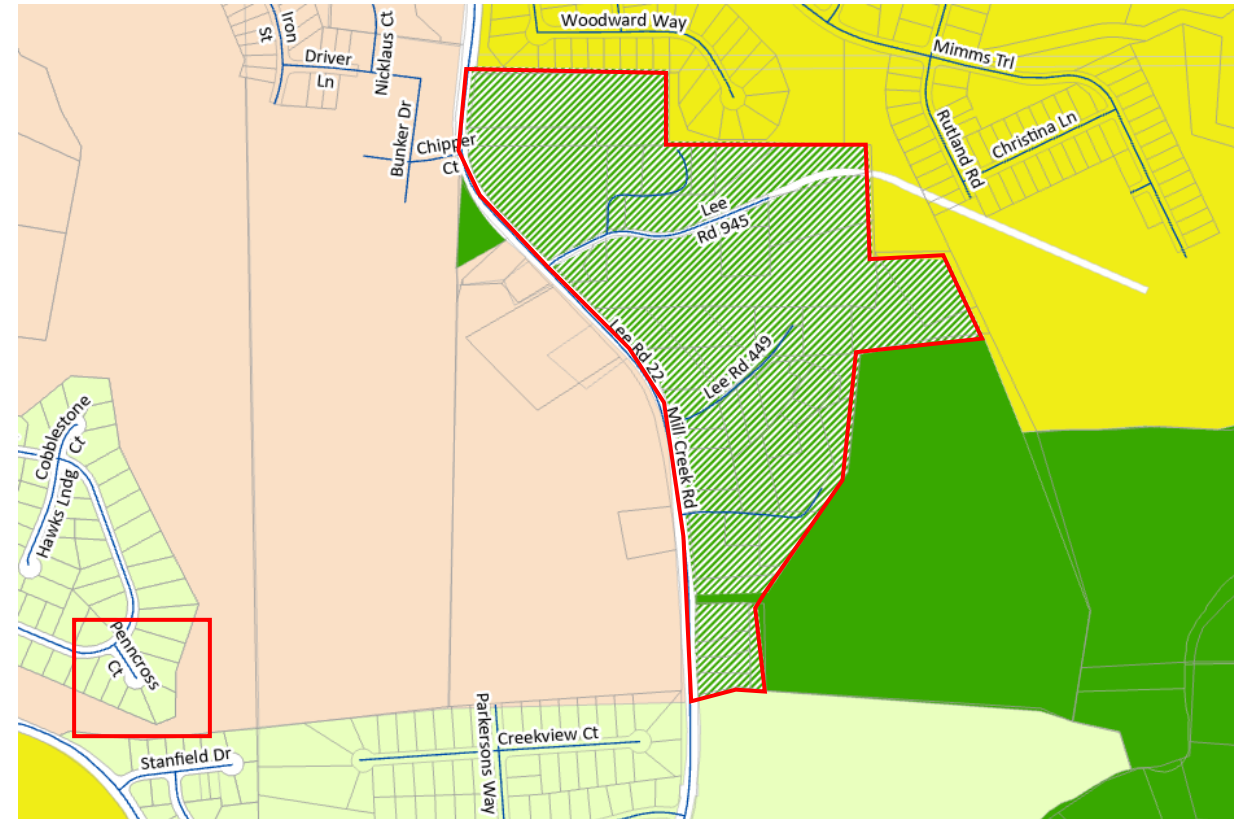 Woodward Way
Iron
St
Nicklaus Ct
Driver
Ln
Mimms Trl
Bunker Dr
Chipper
Ct
Rutland Rd
Christina Ln
Lee
Rd 945
Lee Rd 22
Lee Rd 449
Mill Creek Rd
Cobblestone
Ct
Hawks Lndg
Penncross
Ct
Parkersons Way
Creekview Ct
Stanfield Dr